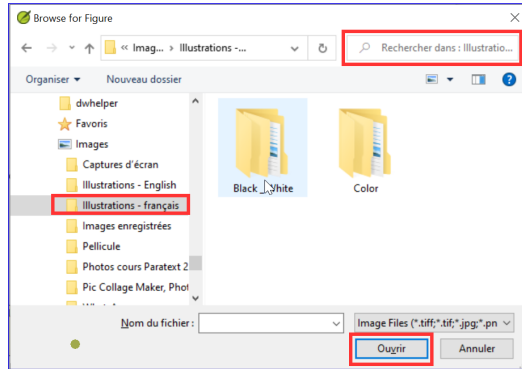 Browse for Figure
« Imag... › Illustrations -...
Rechercher dans : Illustratio...
Organiser
Nouveau dossier
dwhelper
Favoris
Images
Captures d'écran
Illustrations - English
Illustrations - français
Images enregistrées
Pellicule
Photos cours Paratext 2
Pic Collage Maker, Phot
Black _White
Color
Nom du fichier :
Image Files (*.tiff;*.tif;*.jpg;*.pn
Ouvrir
Annuler